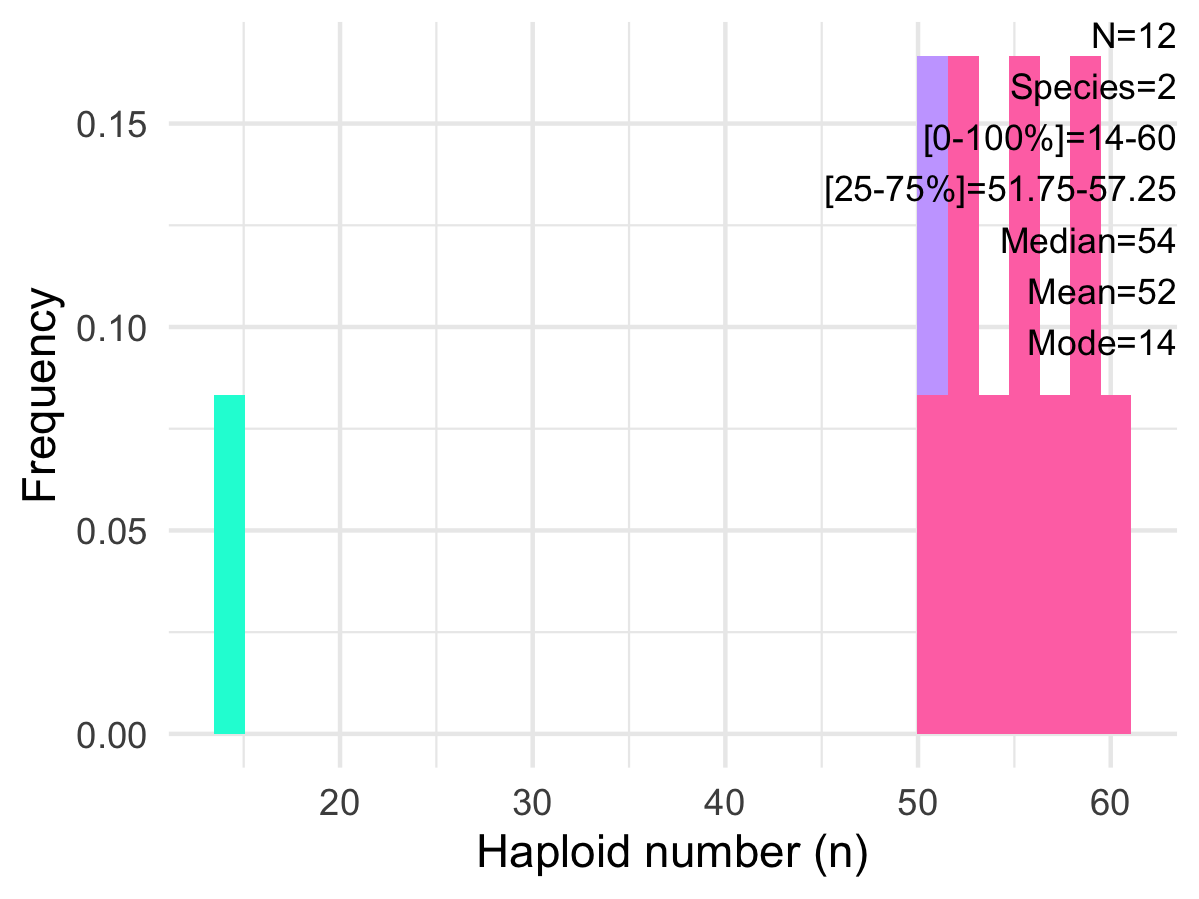 N=12
Species=2
[0-100%]=14-60
[25-75%]=51.75-57.25
Median=54
Mean=52
Mode=14
0.15
0.10
0.05
0.00
Frequency
20 30 40 50 60
Haploid number (n)